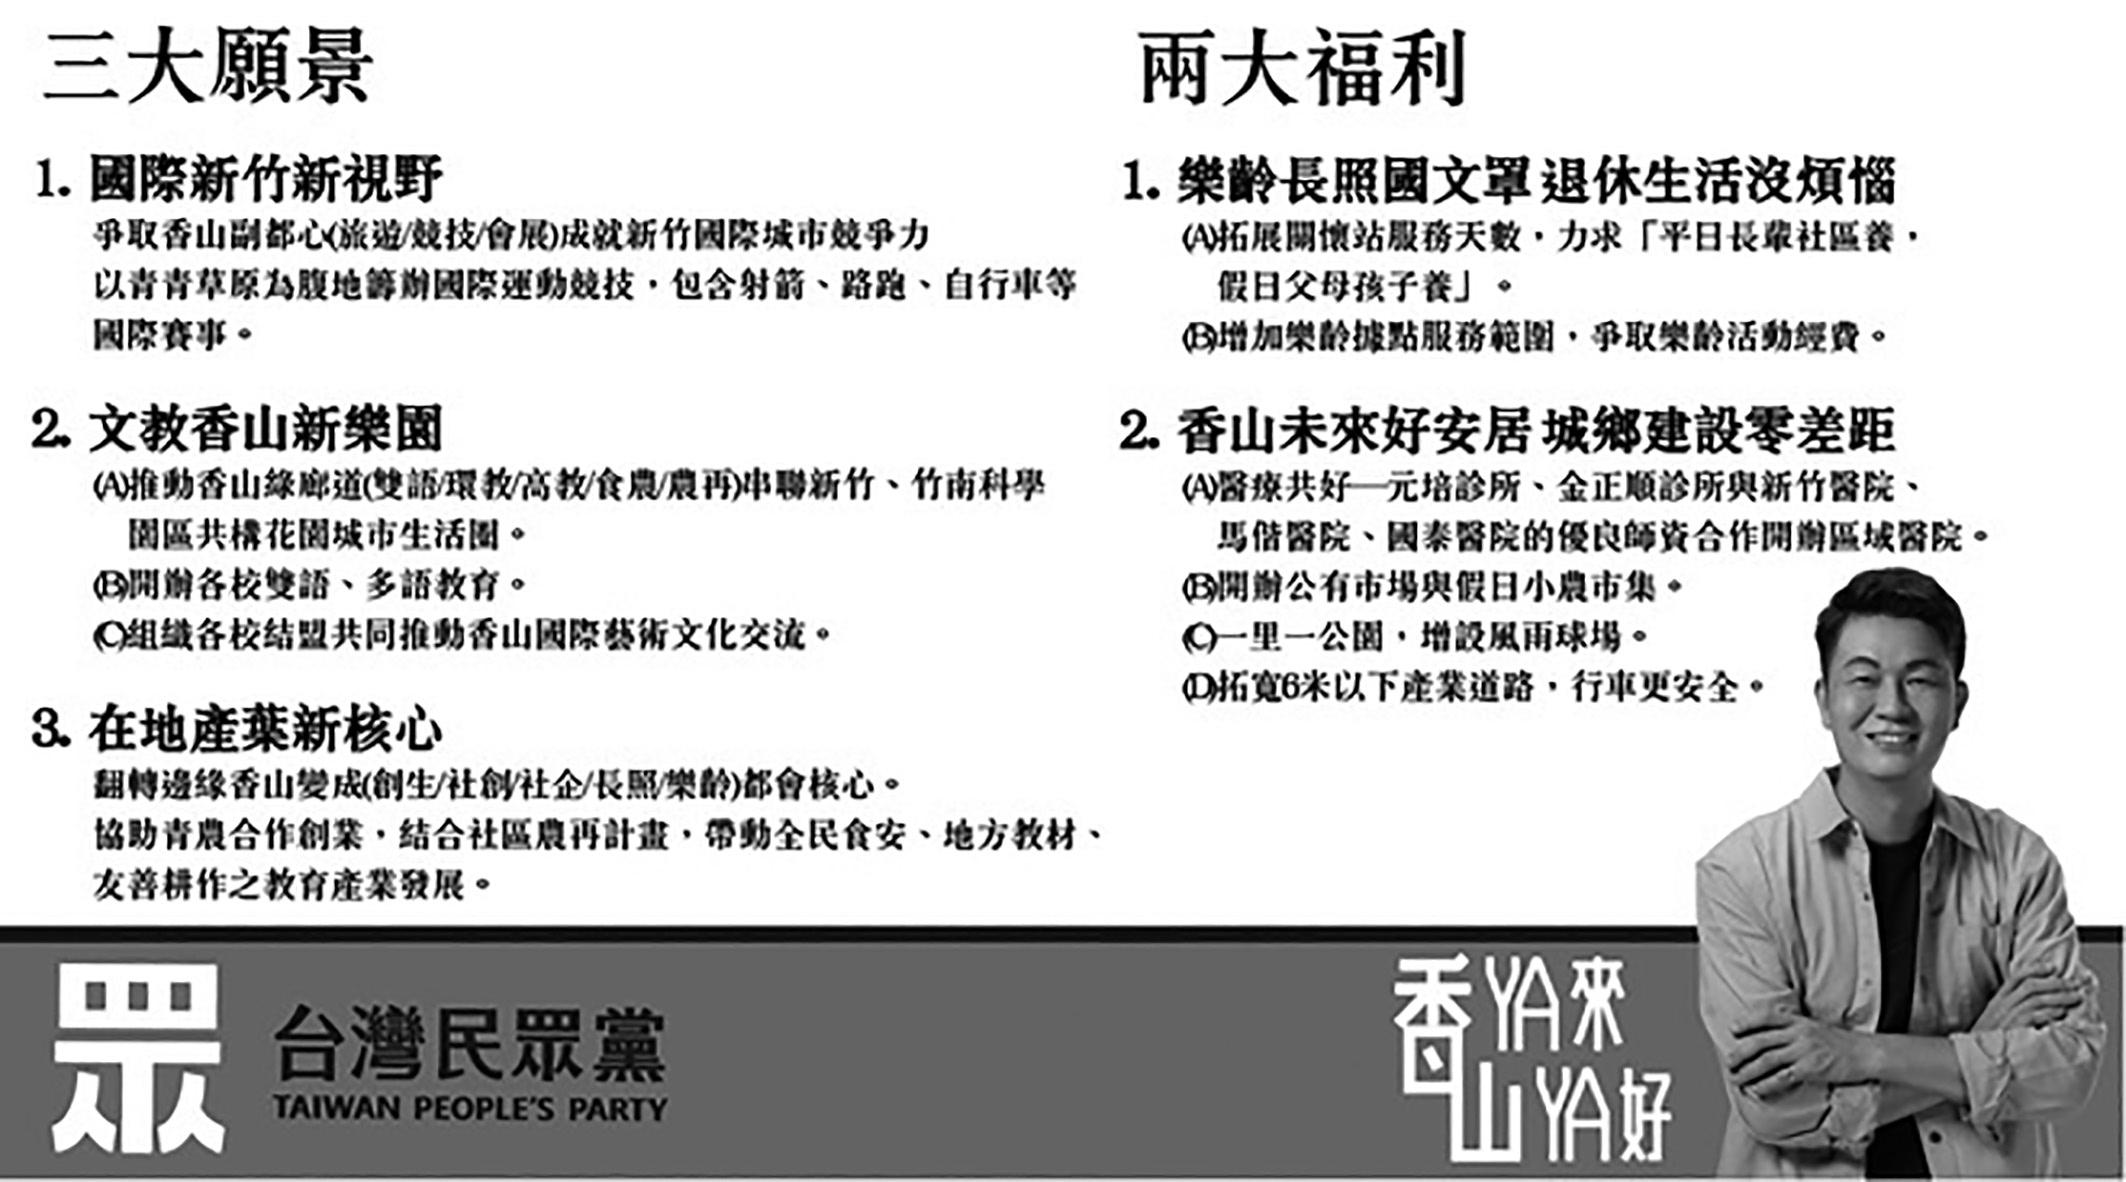 三大願景
1. 國際新竹新視野
爭取香山副都心(旅遊/競技/會展)成就新竹國際城市競爭力
以青青草原為腹地籌辦國際運動競技，包含射箭、路跑、自行車等
國際賽事。
2. 文教香山新樂園
(A)推動香山綠廊道(雙語/環教/高教/食農/農再)串聯新竹、竹南科學
園區共構花園城市生活圈。
(B)開辦各校雙語、多語教育。
(C)組織各校結盟共同推動香山國際藝術文化交流。
3. 在地產葉新核心
翻轉邊緣香山變成(創生/社創/社企/長照/樂齡)都會核心。
協助青農合作創業，結合社區農再計畫，帶動全民食安、地方教材、
友善耕作之教育產業發展。
兩大福利
1. 樂齡長照國文罩 退休生活沒煩惱
(A)拓展關懷站服務天數，力求「平日長輩社區養，
假日父母孩子養」。
(B)增加樂齡據點服務範圍，爭取樂齡活動經費。
2. 香山未來好安居 城鄉建設零差距
(A)醫療共好—元培診所、金正順診所與新竹醫院、
馬偕醫院、國泰醫院的優良師資合作開辦區域醫院。
(B)開辦公有市場與假日小農市集。
(C)一里一公園，增設風雨球場。
(D)拓寬6米以下產業道路，行車更安全。
眾
台灣民眾黨
TAIWAN PEOPLE'S PARTY
香山YA來
YA好